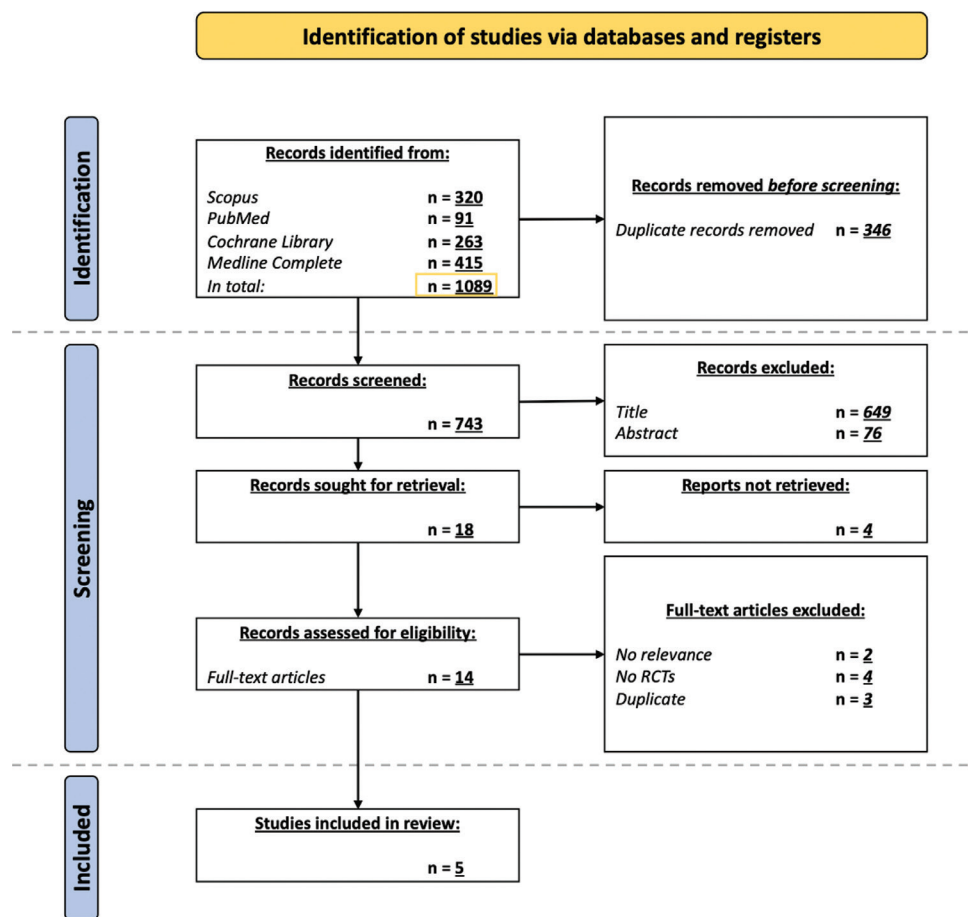 Identification of studies via databases and registers
Identification
Records identified from:
Scopus n = 320
PubMed n = 91
Cochrane Library n = 263
Medline Complete n = 415
In total: n = 1089
Records removed before screening:
Duplicate records removed n = 346
Screening
Records screened:
n = 743
Records excluded:
Title n = 649
Abstract n = 76
Records sought for retrieval:
n = 18
Reports not retrieved:
n = 4
Records assessed for eligibility:
Full-text articles n = 14
Full-text articles excluded:
No relevance n = 2
No RCTs n = 4
Duplicate n = 3
Included
Studies included in review:
n = 5